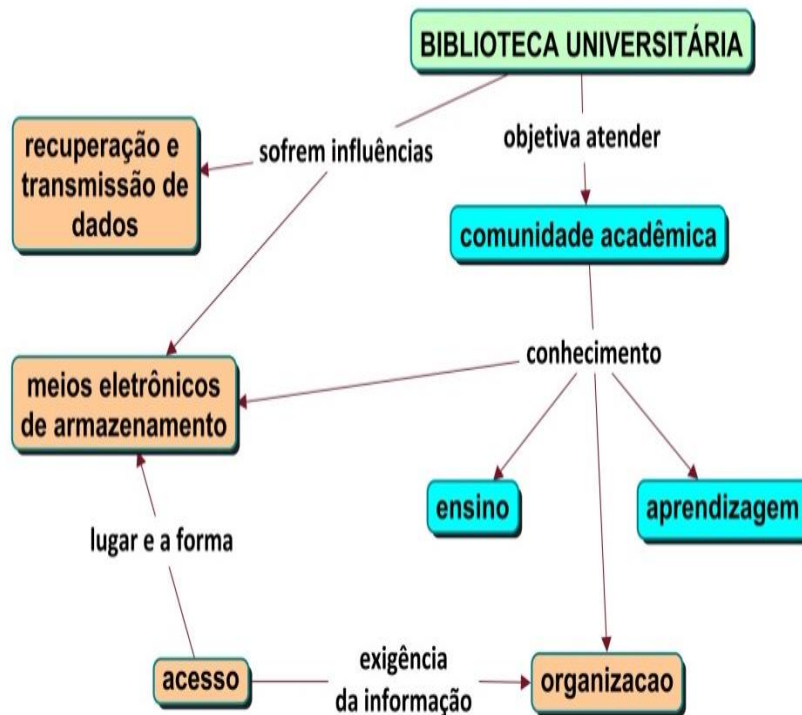 BIBLIOTECA UNIVERSITÁRIA
recuperação e
transmissão de
dados
sofrem influências
objetiva atender
comunidade acadêmica
conhecimento
meios eletrônicos
de armazenamento
ensino
aprendizagem
lugar e a forma
acesso
exigência
da informação
organizacao